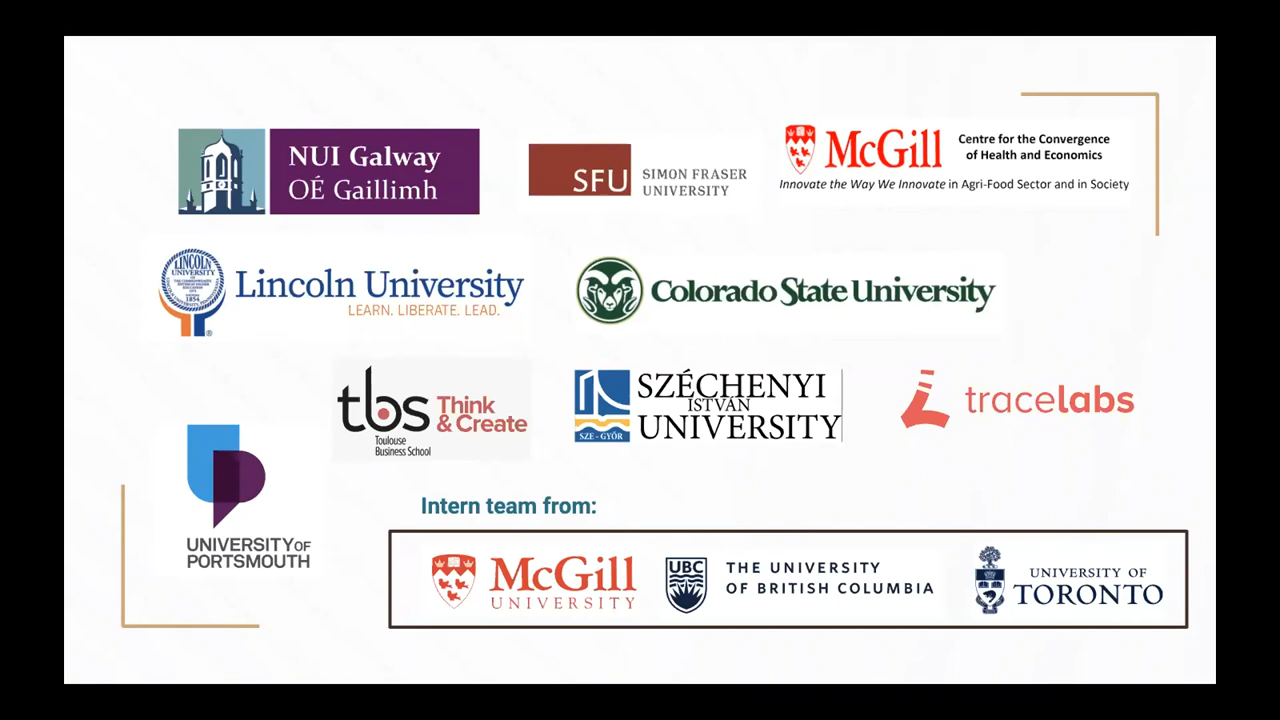 NUI Galway
OÉ Gaillimh
SFU
SIMON FRASER
UNIVERSITY
McGill
Centre for the Convergence
of Health and Economics
Innovate the Way We Innovate in Agri-Food Sector and in Society
LINCOLN
UNIVERSITY
1854
Lincoln University
LEARN. LIBERATE. LEAD.
®
Colorado State University
tbs
Think
& Create
Toulouse
Business School
SZE - GYŐR
SZÉCHENYI
ISTVÁN
UNIVERSITY
tracelabs
UNIVERSITY OF
PORTSMOUTH
Intern team from:
McGill
UNIVERSITY
UBC
THE UNIVERSITY
OF BRITISH COLUMBIA
UNIVERSITY OF
TORONTO